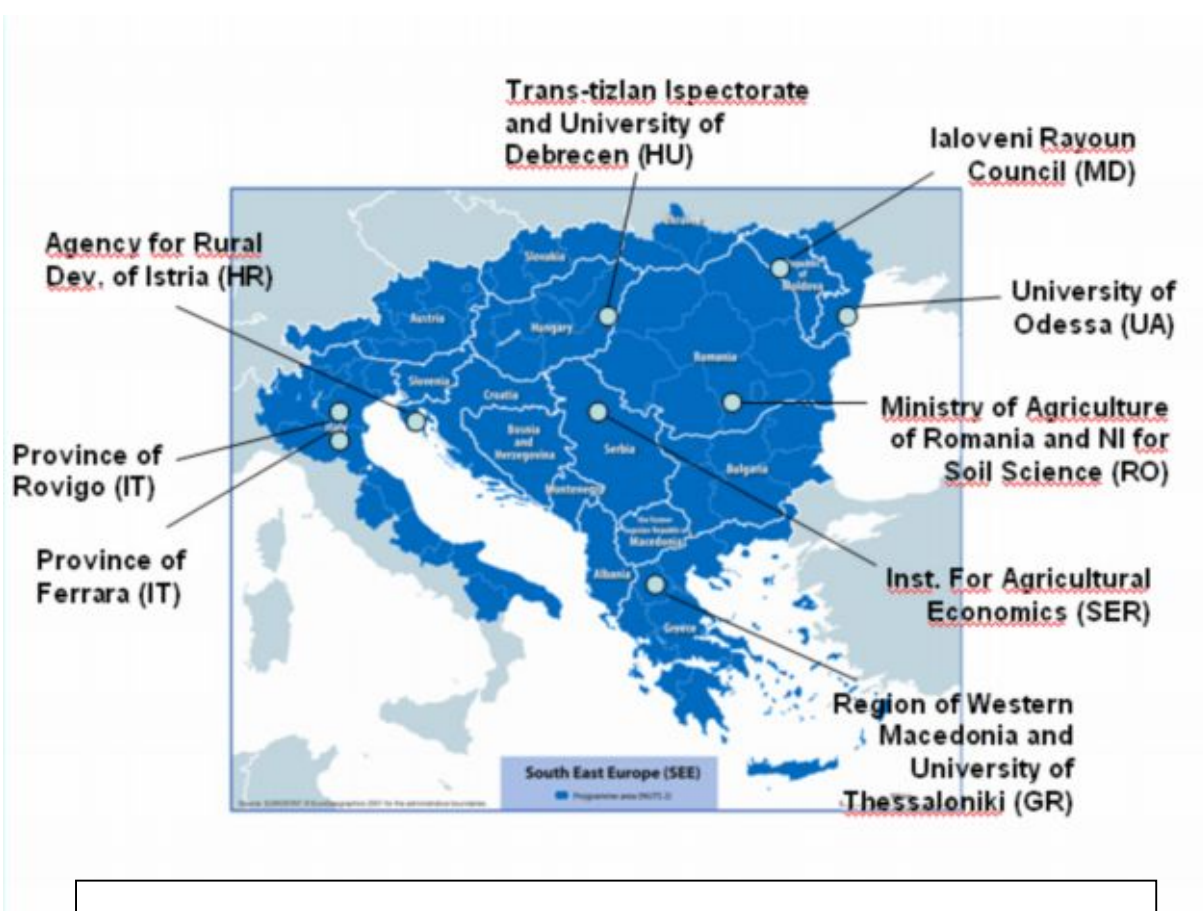 Trans-tizlan Ispectorate
and University of
Debrecen (HU)
Ialoveni Rayoun
Council (MD)
Agency for Rural
Dev. of Istria (HR)
University of
Odessa (UA)
Ministry of Agriculture
of Romania and NI for
Soil Science (RO)
Province of
Rovigo (IT)
Province of
Ferrara (IT)
Inst. For Agricultural
Economics (SER)
Region of Western
Macedonia and
University of
Thessaloniki (GR)
Slovakia
Austria
Hungary
of
Moldova
Romania
Slovenia
Croatia
Bosnia
and
Herzegovina
Serbia
Bulgaria
Montenegro
Macedonia
Albania
Greece
South East Europe (SEE)
Programme area (NUTS 2)